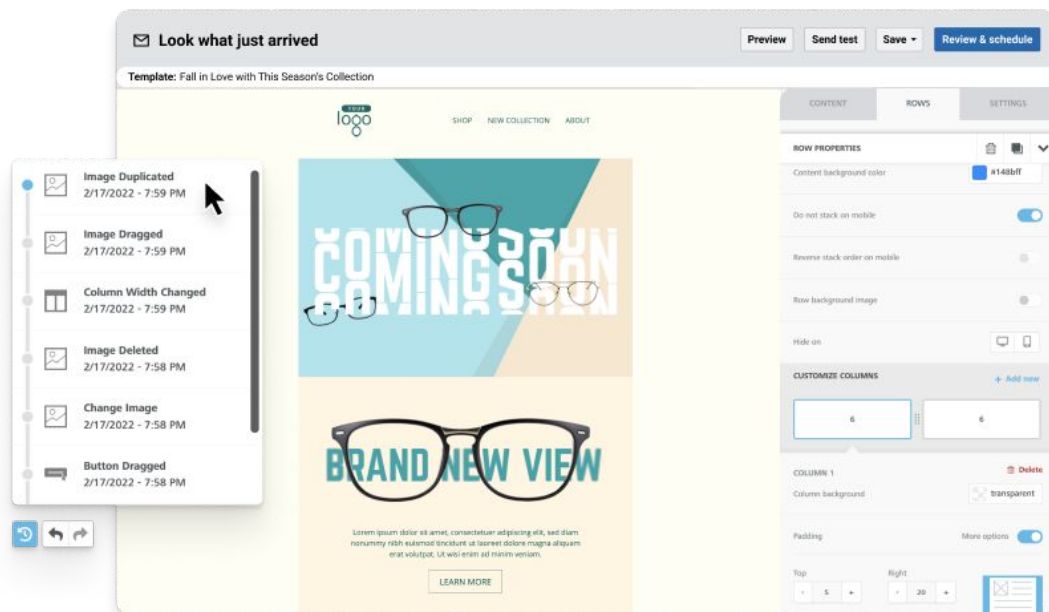 Look what just arrived
Preview
Send test
Save
Review & schedule
Template: Fall in Love with This Season's Collection
YOUR
logo
SHOP NEW COLLECTION ABOUT
CONTENT
ROWS
SETTINGS
ROW PROPERTIES
Content background color
#148bff
Do not stack on mobile
Reverse stack order on mobile
Row background image
Hide on
CUSTOMIZE COLUMNS
+ Add new
6
6
COLUMN 1
Delete
Column background
transparent
Padding
More options
Top
Right
- 5 +
- 20 +
Image Duplicated
2/17/2022 - 7:59 PM
Image Dragged
2/17/2022 - 7:59 PM
Column Width Changed
2/17/2022 - 7:59 PM
Image Deleted
2/17/2022 - 7:58 PM
Change Image
2/17/2022 - 7:58 PM
Button Dragged
2/17/2022 - 7:58 PM
COMING SOON
COMING SOON
COMING SOON
BRAND NEW VIEW
Lorem ipsum dolor sit amet, consectetuer adipiscing elit, sed diam
nonummy nibh euismod tincidunt ut laoreet dolore magna aliquam
erat volutpat. Ut wisi enim ad minim veniam.
LEARN MORE